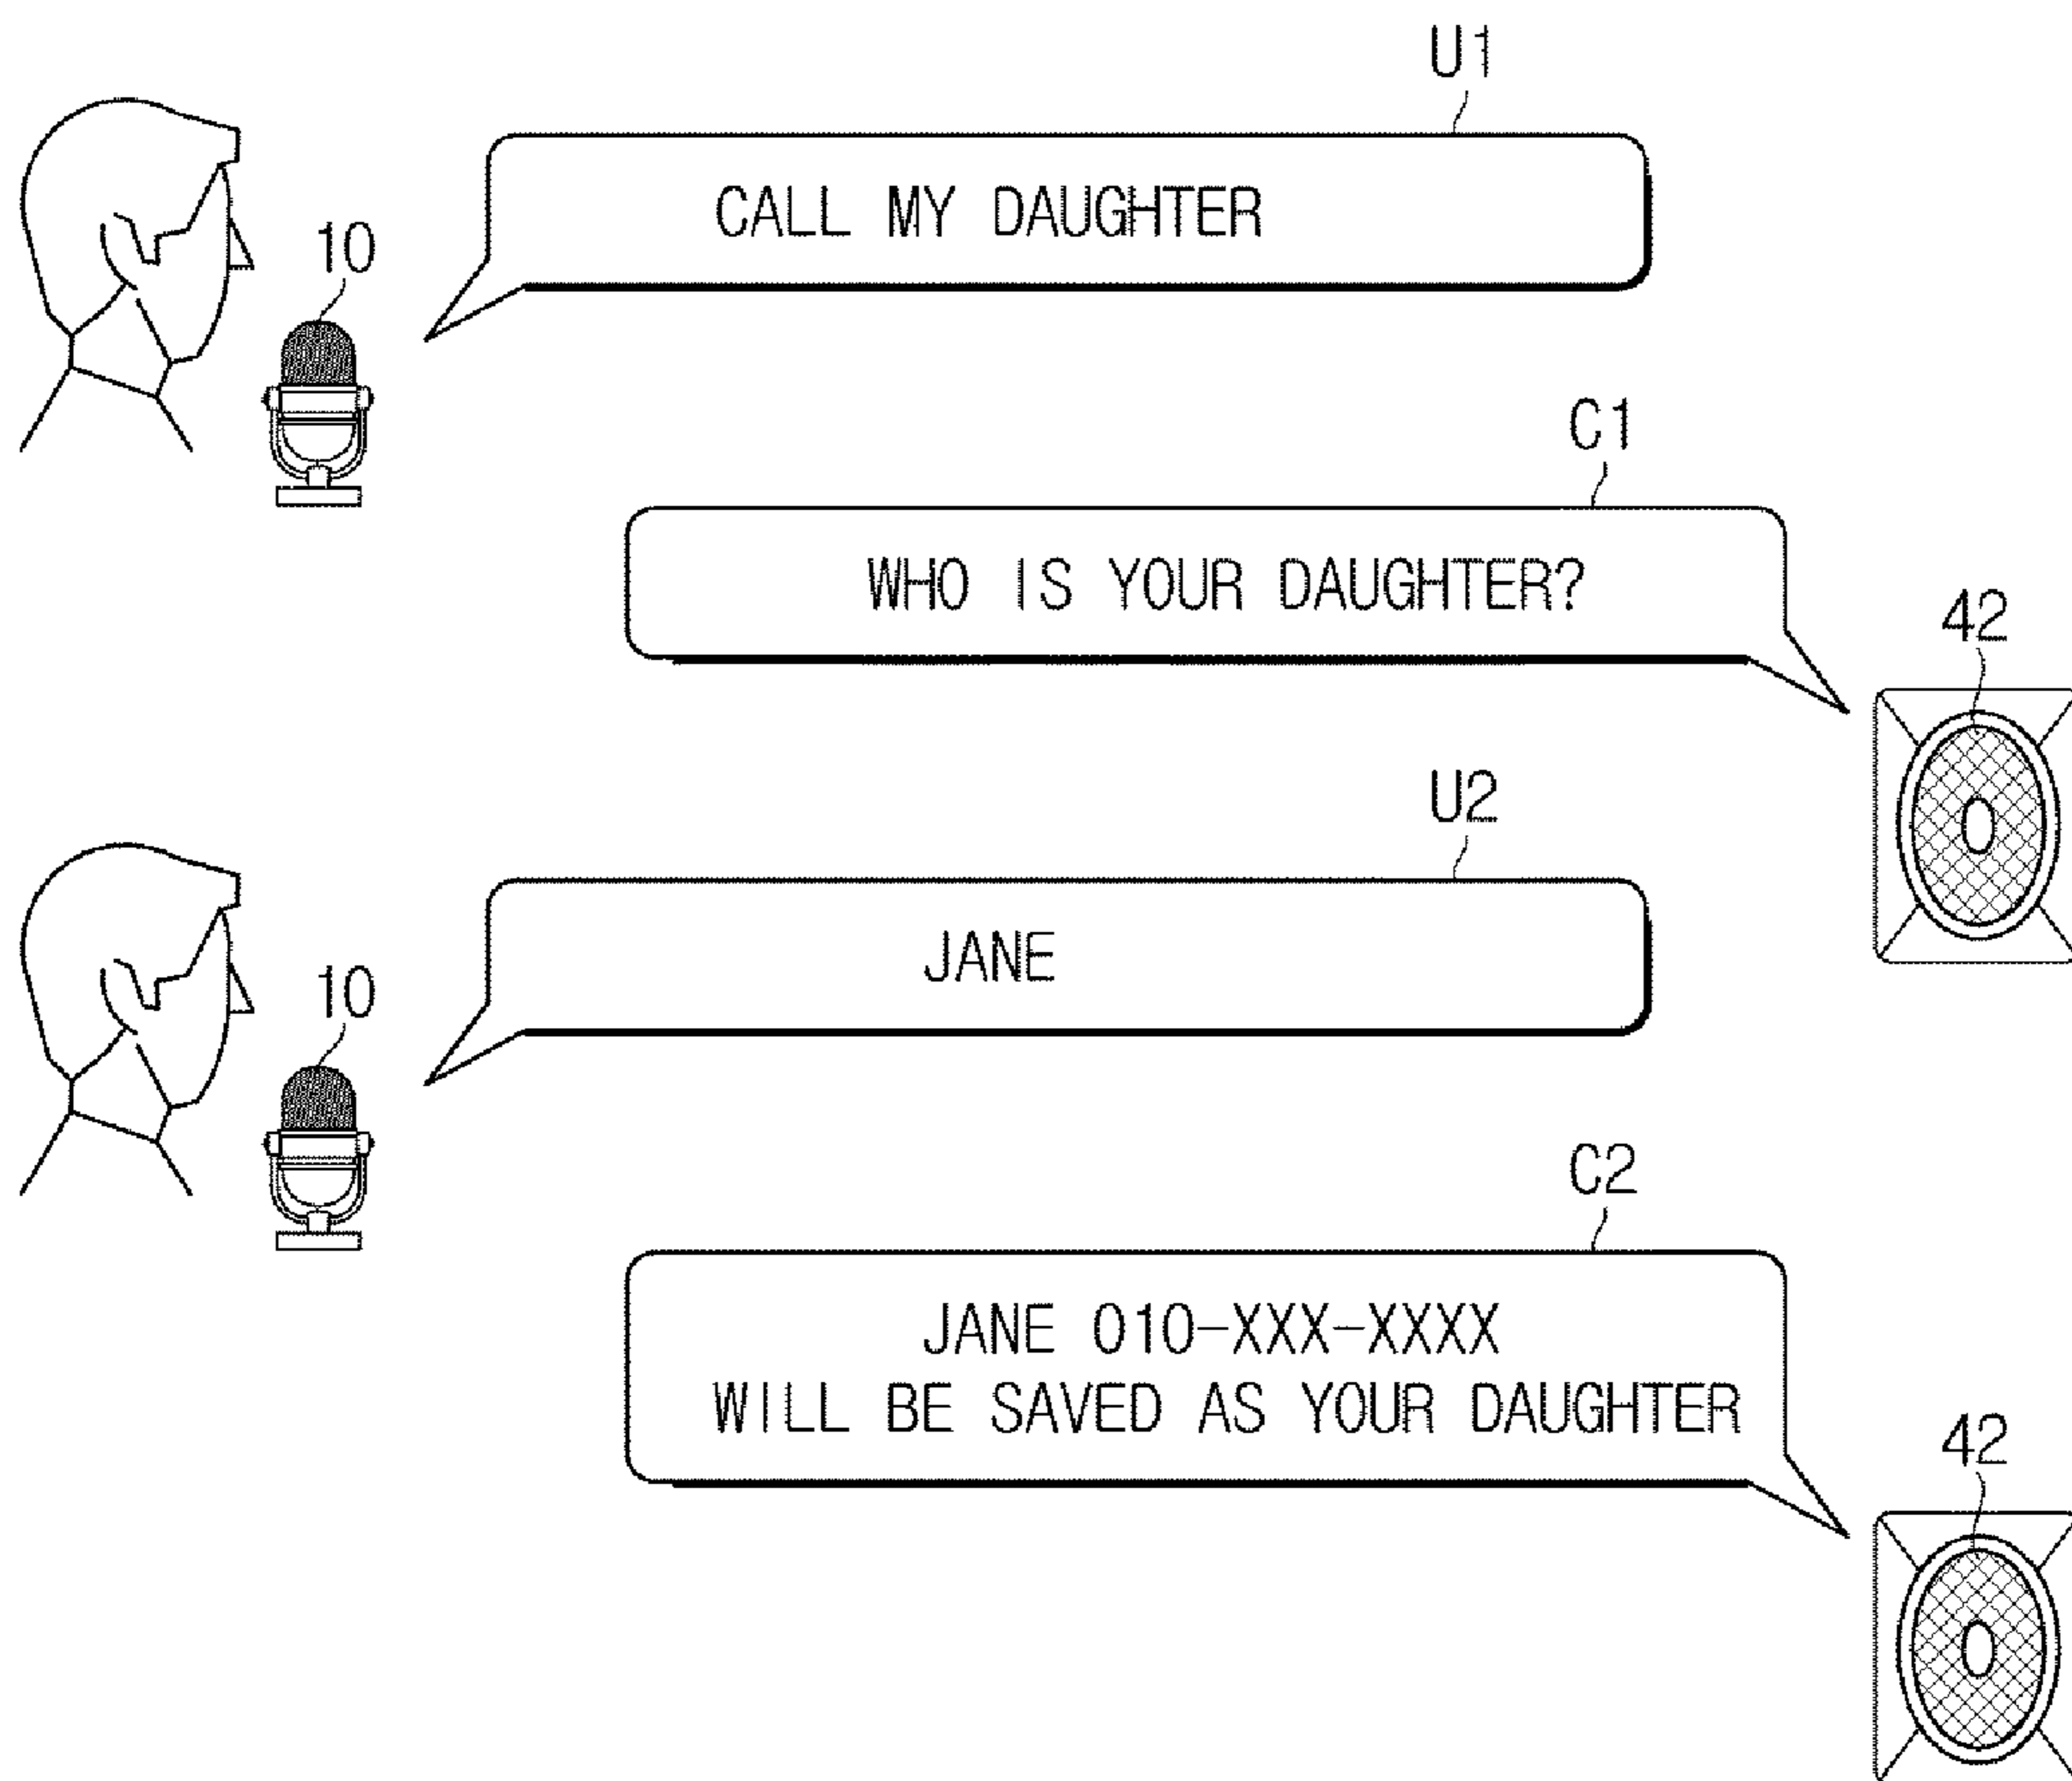 U1
CALL MY DAUGHTER
10
C1
WHO IS YOUR DAUGHTER?
42
U2
JANE
10
C2
JANE 010-XXX-XXXX
WILL BE SAVED AS YOUR DAUGHTER
42